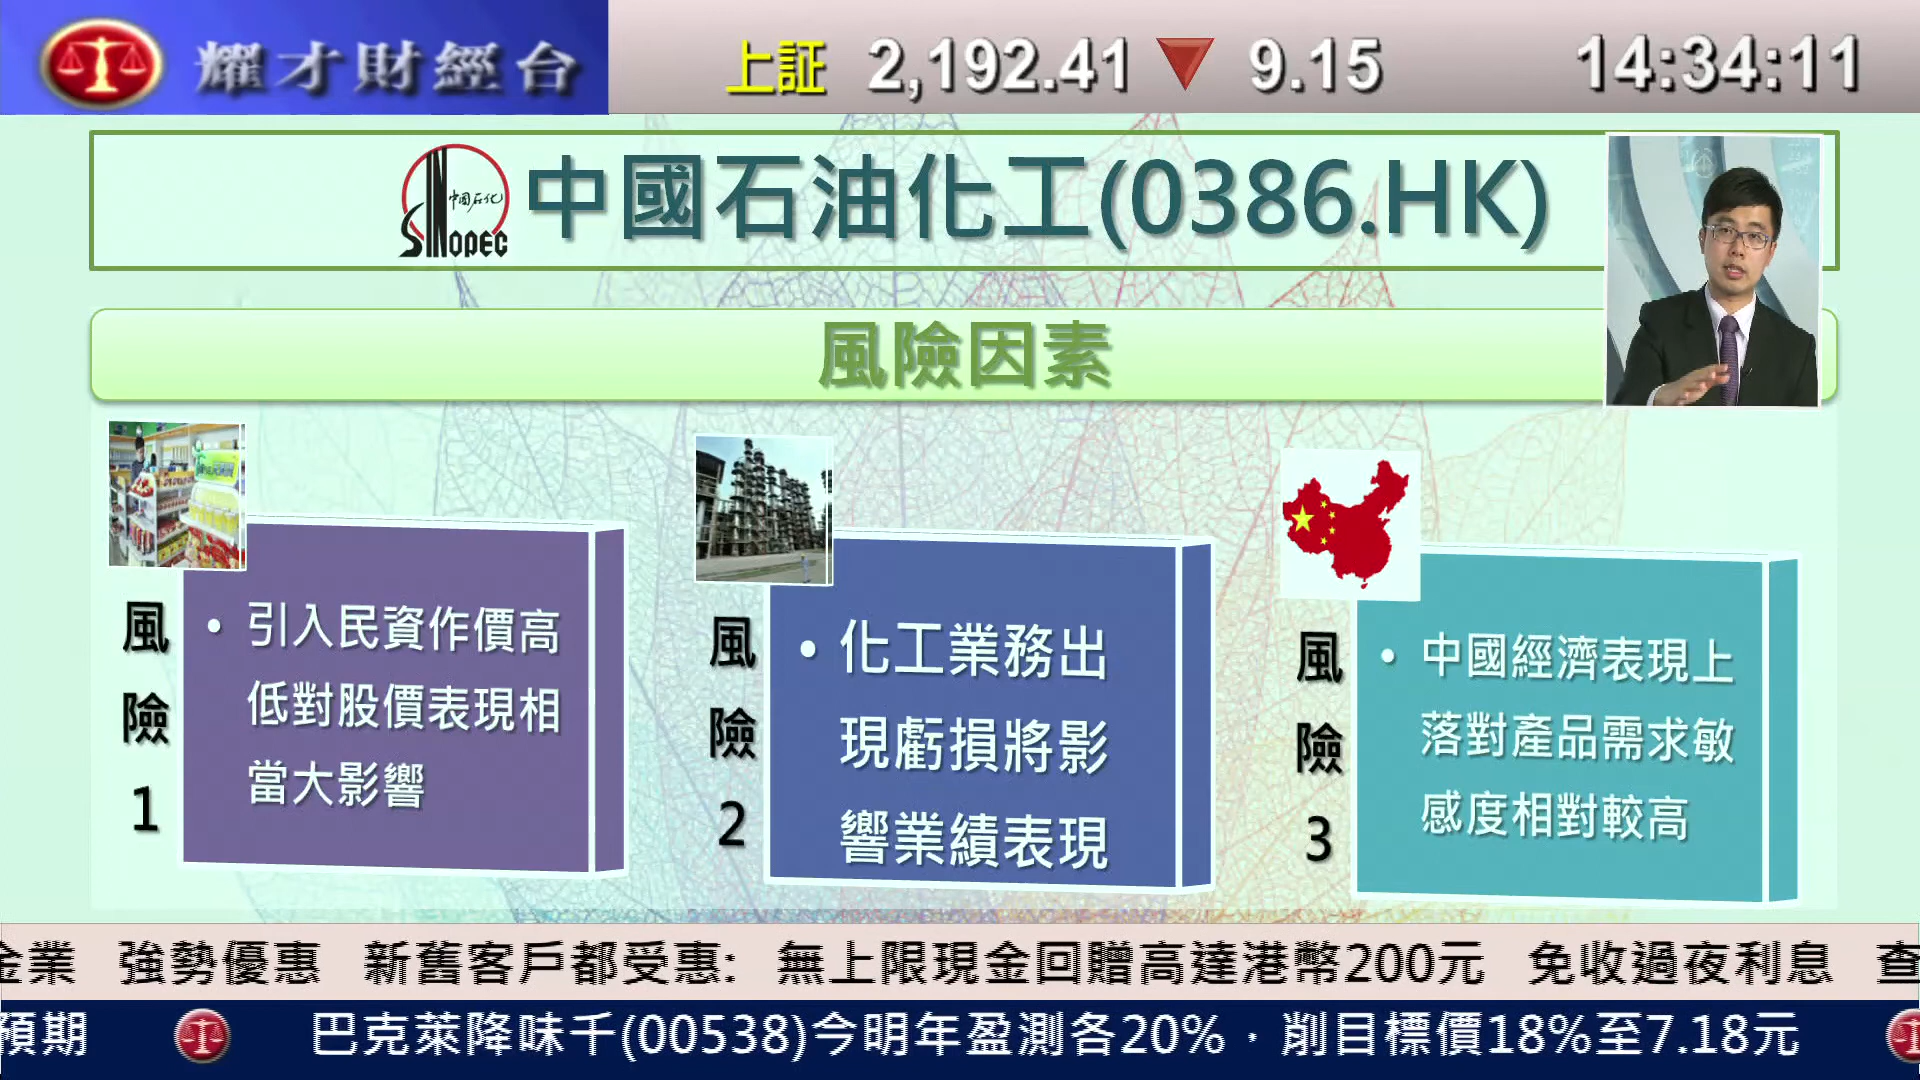 耀才財經台
上証 2,192.41 ▼ 9.15 14:34:11
中国石化
SINOPEC
中國石油化工(0386.HK)
風險因素
風險1
• 引入民資作價高
低對股價表現相
當大影響
風險2
• 化工業務出
現虧損將影
響業績表現
風險3
• 中國經濟表現上
落對產品需求敏
感度相對較高
金業 強勢優惠 新舊客戶都受惠: 無上限現金回贈高達港幣200元 免收過夜利息 查
預期 巴克萊降味千(00538)今明年盈測各20%，削目標價18%至7.18元